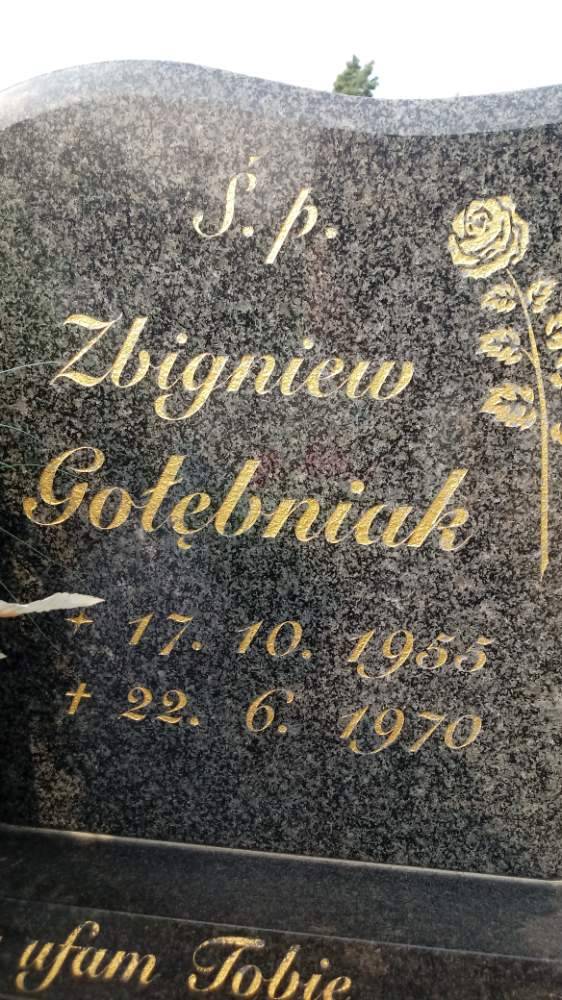 Ś. p.
Zbigniew
Gołębniak
+ 17. 10. 1955
✝ 22. 6. 1970
ufam Tobie